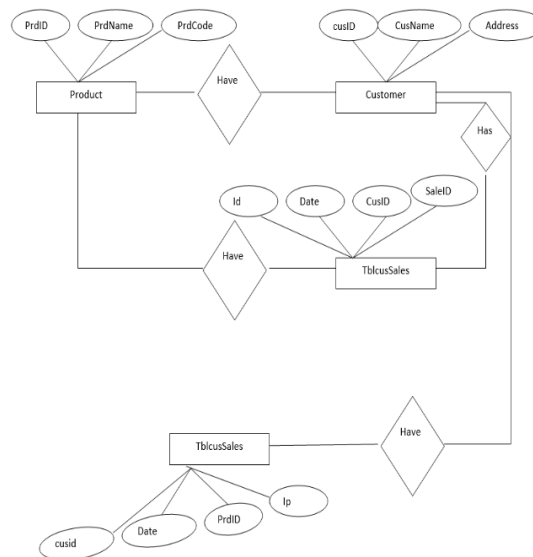 PrdID PrdName PrdCode
cusID CusName Address
Have
Product
Customer
Has
Id Date CusID SaleID
Have
TblcusSales
Have
TblcusSales
cusid Date PrdID Ip